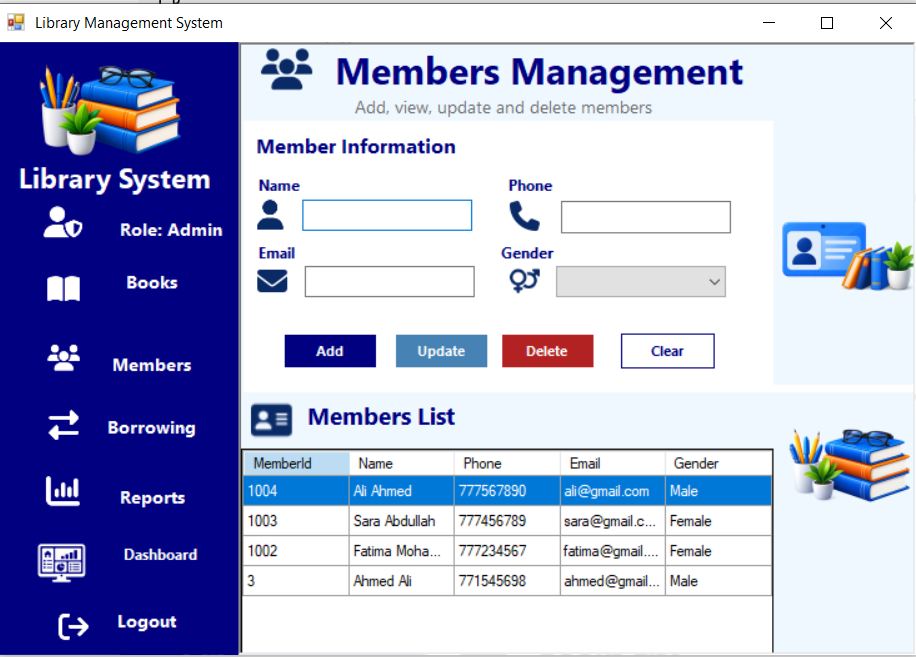 Library Management System
Library System
Role: Admin
Books
Members
Borrowing
Reports
Dashboard
Logout
Members Management
Add, view, update and delete members
Member Information
Name Phone
Email Gender
Add Update Delete Clear
Members List
MemberId Name Phone Email Gender
1004 Ali Ahmed 777567890 ali@gmail.com Male
1003 Sara Abdullah 777456789 sara@gmail.c... Female
1002 Fatima Moha... 777234567 fatima@gmail.... Female
3 Ahmed Ali 771545698 ahmed@gmail... Male